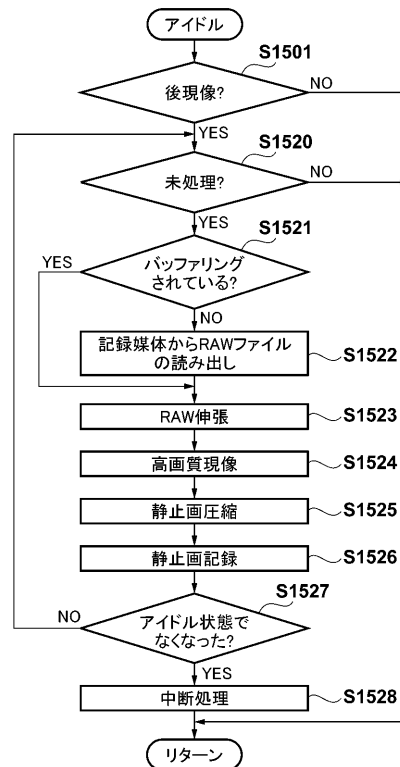 アイドル
S1501
後現像?
NO
YES
S1520
未処理?
NO
YES
S1521
バッファリング
されている?
YES
NO
記録媒体からRAWファイル
の読み出し
S1522
RAW伸張
S1523
高画質現像
S1524
静止画圧縮
S1525
静止画記録
S1526
S1527
アイドル状態で
なくなった?
NO
YES
中断処理
S1528
リターン